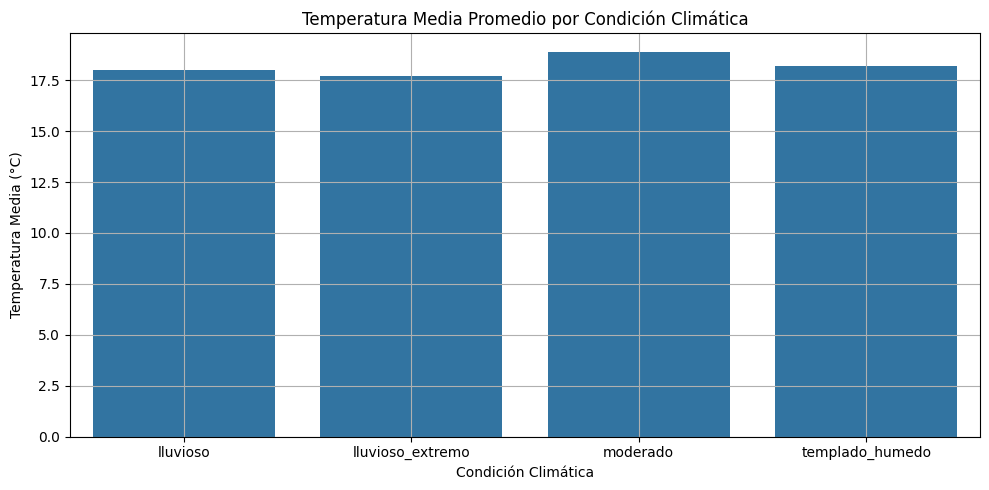 Temperatura Media Promedio por Condición Climática
Temperatura Media (°C)
17.5
15.0
12.5
10.0
7.5
5.0
2.5
0.0
lluvioso lluvioso_extremo moderado templado_humedo
Condición Climática